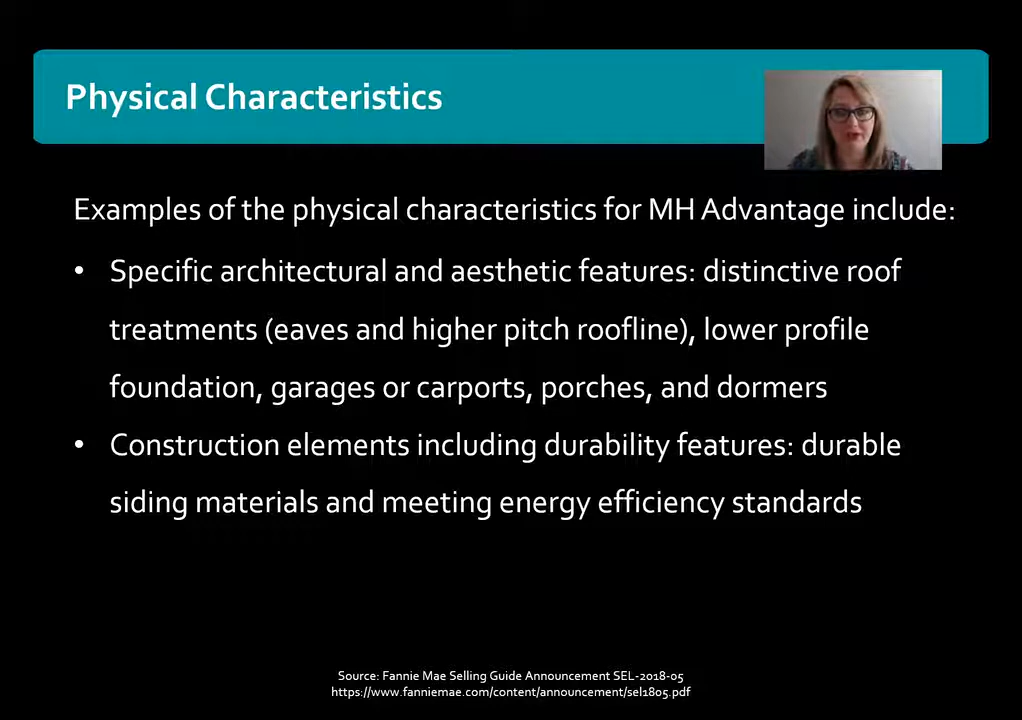 Physical Characteristics
Examples of the physical characteristics for MH Advantage include:
• Specific architectural and aesthetic features: distinctive roof
treatments (eaves and higher pitch roofline), lower profile
foundation, garages or carports, porches, and dormers
• Construction elements including durability features: durable
siding materials and meeting energy efficiency standards
Source: Fannie Mae Selling Guide Announcement SEL-2018-05
https://www.fanniemae.com/content/announcement/sel1805.pdf